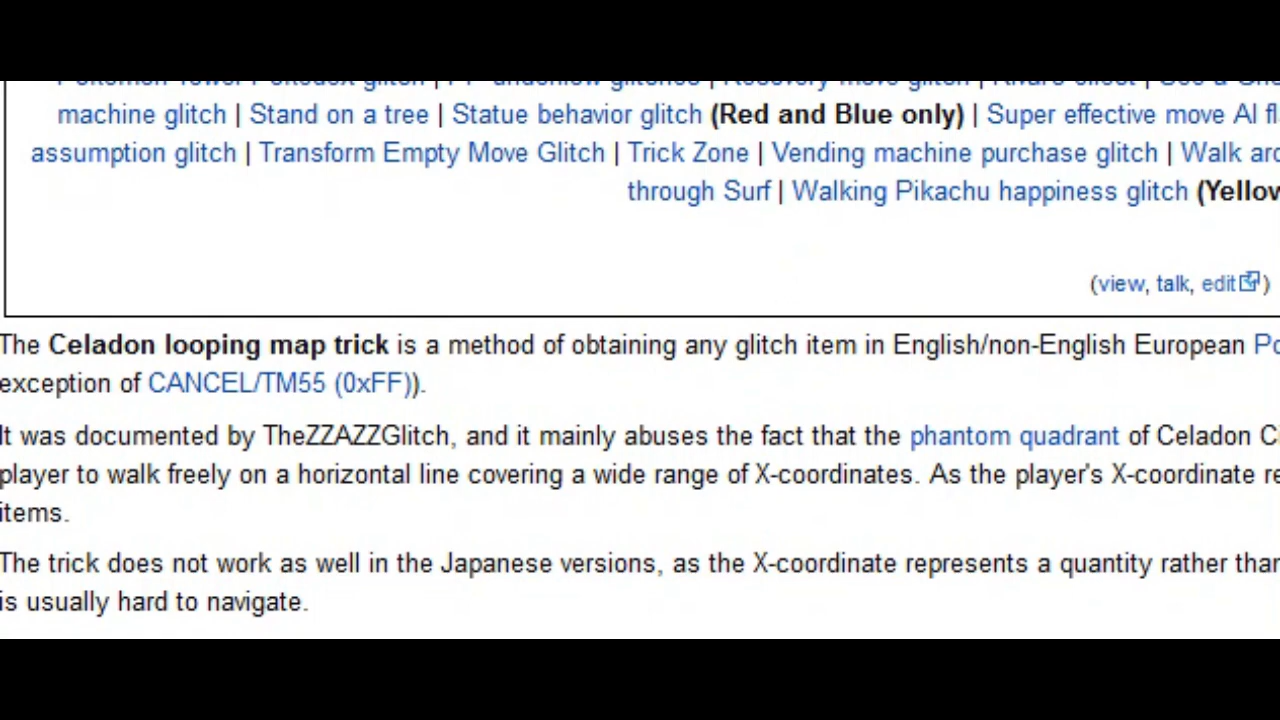 machine glitch | Stand on a tree | Statue behavior glitch (Red and Blue only) | Super effective move AI
assumption glitch | Transform Empty Move Glitch | Trick Zone | Vending machine purchase glitch | Walk
through Surf | Walking Pikachu happiness glitch (Yellow
(view, talk, edit)
The Celadon looping map trick is a method of obtaining any glitch item in English/non-English European
exception of CANCEL/TM55 (0xFF)).
It was documented by TheZZAZZGlitch, and it mainly abuses the fact that the phantom quadrant of Celadon
player to walk freely on a horizontal line covering a wide range of X-coordinates. As the player's X-coordinate
items.
The trick does not work as well in the Japanese versions, as the X-coordinate represents a quantity rather than
is usually hard to navigate.